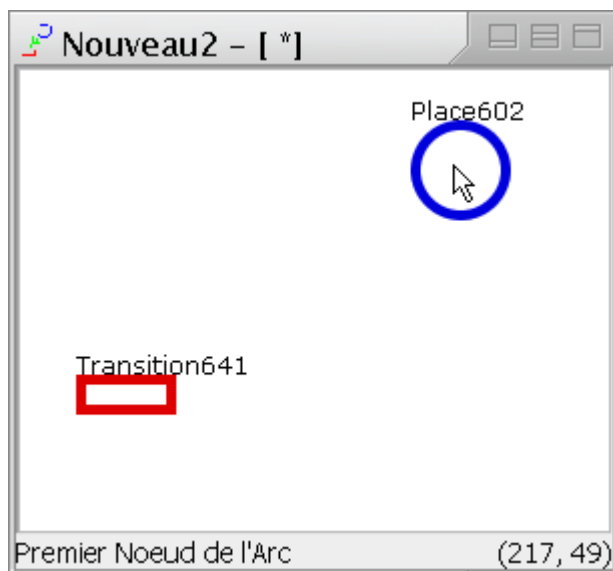 Nouveau2 – [ *]
Place602
Transition641
Premier Noeud de l'Arc (217, 49)